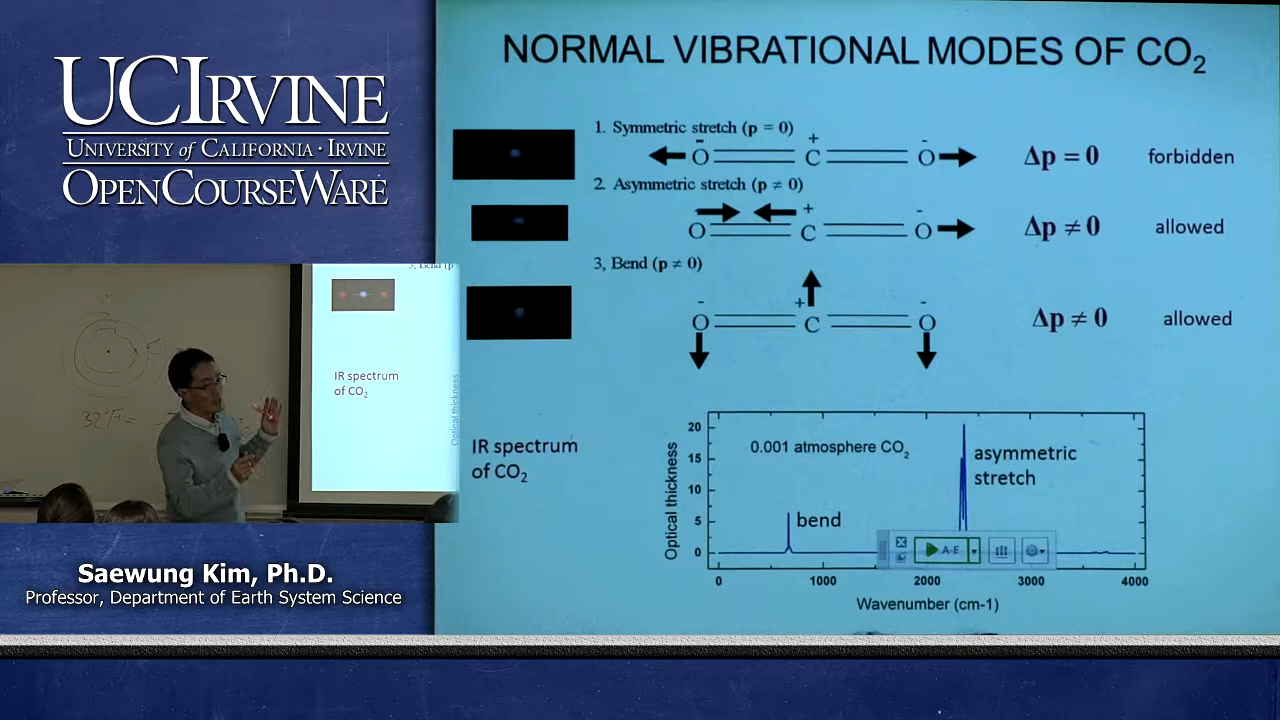 UCIRVINE
UNIVERSITY of CALIFORNIA · IRVINE
OPENCOURSEWARE
IR spectrum
of CO2
Optical thickness
32°F=
Saewung Kim, Ph.D.
Professor, Department of Earth System Science
NORMAL VIBRATIONAL MODES OF CO2
1. Symmetric stretch (p = 0)
- + -
O C O Δp = 0 forbidden
2. Asymmetric stretch (p ≠ 0)
- + -
O C O Δp ≠ 0 allowed
3, Bend (p ≠ 0)
- + -
O C O Δp ≠ 0 allowed
IR spectrum
of CO2
Optical thickness
20
15
10
5
0
0.001 atmosphere CO2
asymmetric
stretch
bend
A-E
0 1000 2000 3000 4000
Wavenumber (cm-1)